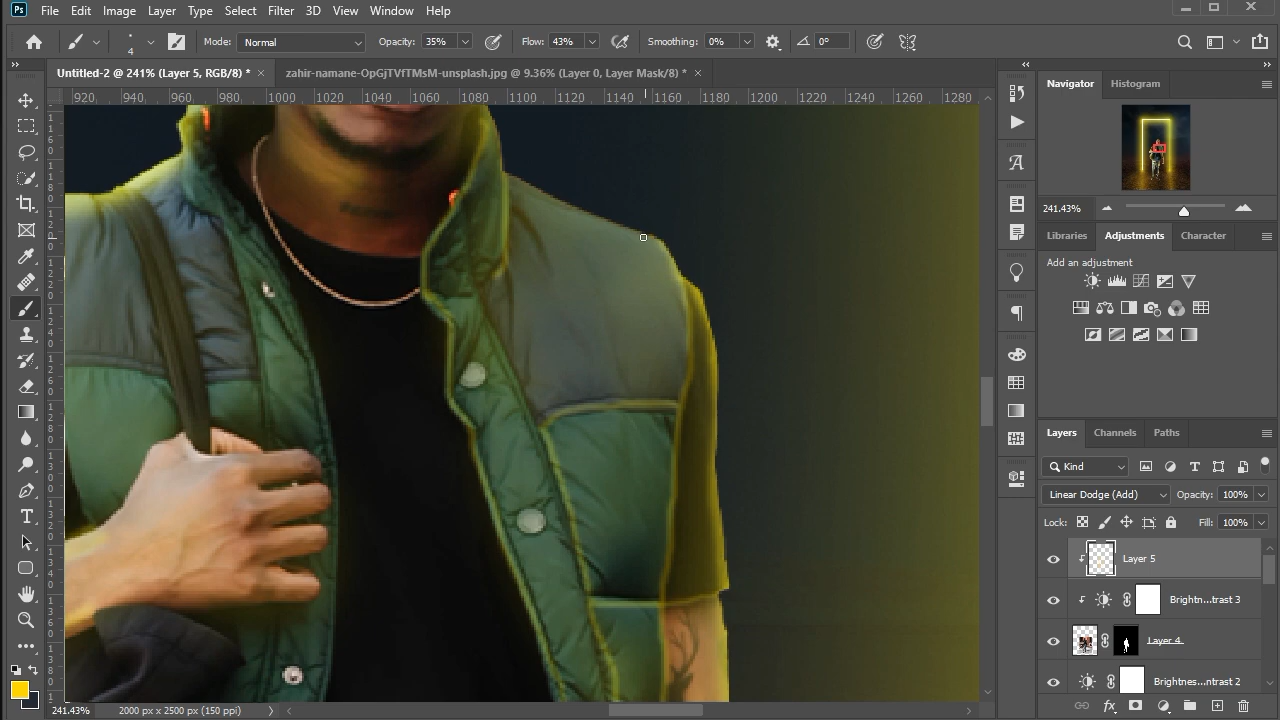 Ps File Edit Image Layer Type Select Filter 3D View Window Help
4 Mode: Normal Opacity: 35% Flow: 43% Smoothing: 0% 0°
Untitled-2 @ 241% (Layer 5, RGB/8) * × zahir-namane-OpGjTVfTMsM-unsplash.jpg @ 9.36% (Layer 0, Layer Mask/8) * ×
920 940 960 980 1000 1020 1040 1060 1080 1100 1120 1140 1160 1180 1200 1220 1240 1260 1280
Navigator Histogram
241.43%
Libraries Adjustments Character
Add an adjustment
Layers Channels Paths
Kind
Linear Dodge (Add) Opacity: 100%
Lock: Fill: 100%
Layer 5
Brightn...trast 3
Layer 4
Brightness...ntrast 2
241.43% 2000 px x 2500 px (150 ppi)